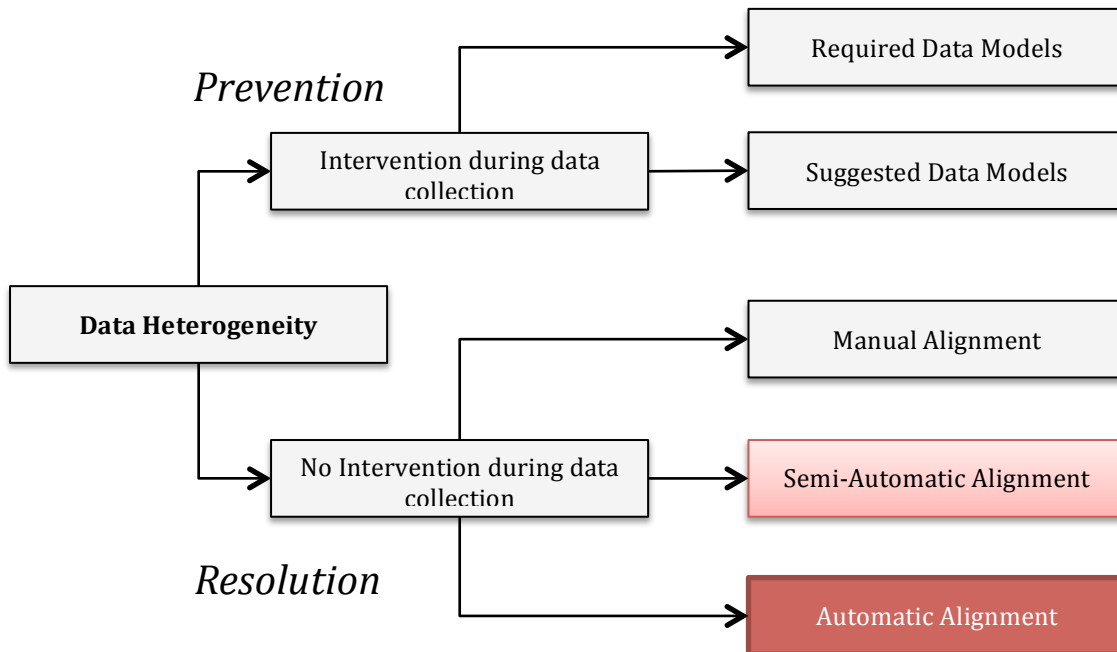 Required Data Models
Prevention
Intervention during data
collection
Suggested Data Models
Data Heterogeneity
Manual Alignment
No Intervention during data
collection
Semi-Automatic Alignment
Resolution
Automatic Alignment